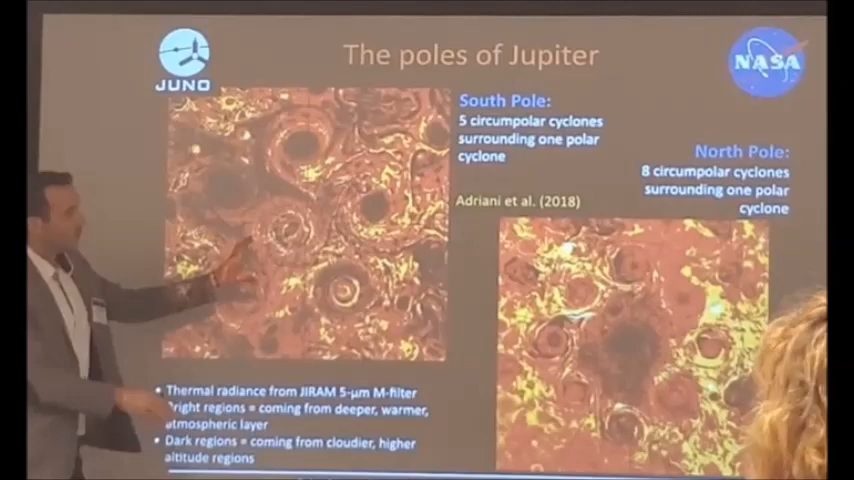 The poles of Jupiter
JUNO
NASA
South Pole:
5 circumpolar cyclones
surrounding one polar
cyclone
North Pole:
8 circumpolar cyclones
surrounding one polar
cyclone
Adriani et al. (2018)
• Thermal radiance from JIRAM 5-μm M-filter
Bright regions = coming from deeper, warmer,
atmospheric layer
• Dark regions = coming from cloudier, higher
altitude regions